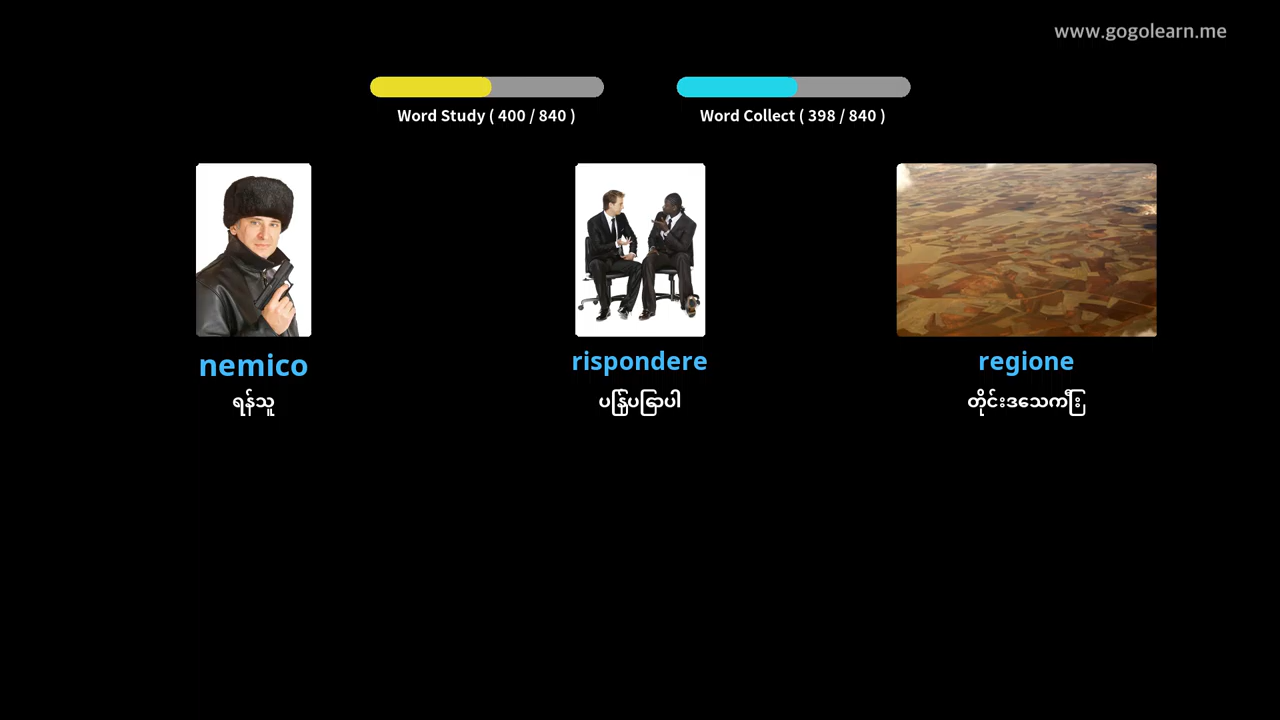 www.gogolearn.me
Word Study ( 400 / 840 )
Word Collect ( 398 / 840 )
nemico
rispondere
regione
ရန်သူ
ပန်ပြပြောပါ
တိုင်းဒသေကြီး